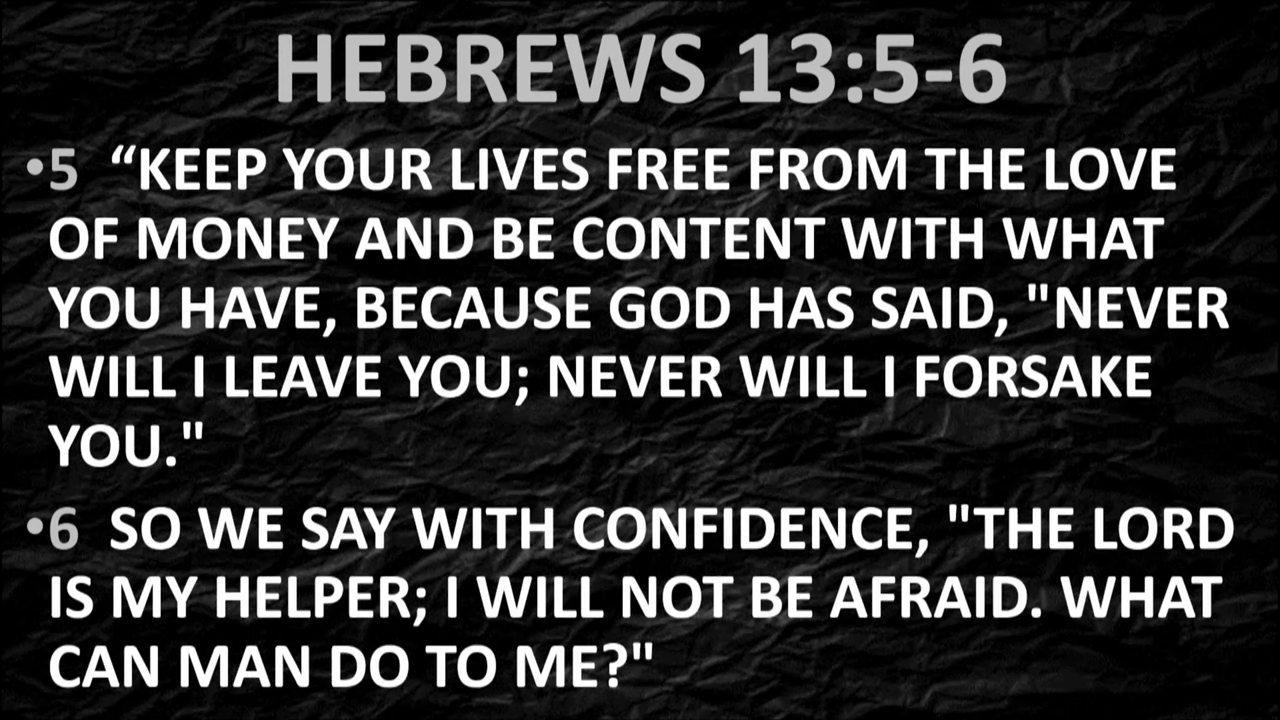 HEBREWS 13:5-6
•5 “KEEP YOUR LIVES FREE FROM THE LOVE
OF MONEY AND BE CONTENT WITH WHAT
YOU HAVE, BECAUSE GOD HAS SAID, "NEVER
WILL I LEAVE YOU; NEVER WILL I FORSAKE
YOU."
•6 SO WE SAY WITH CONFIDENCE, "THE LORD
IS MY HELPER; I WILL NOT BE AFRAID. WHAT
CAN MAN DO TO ME?"